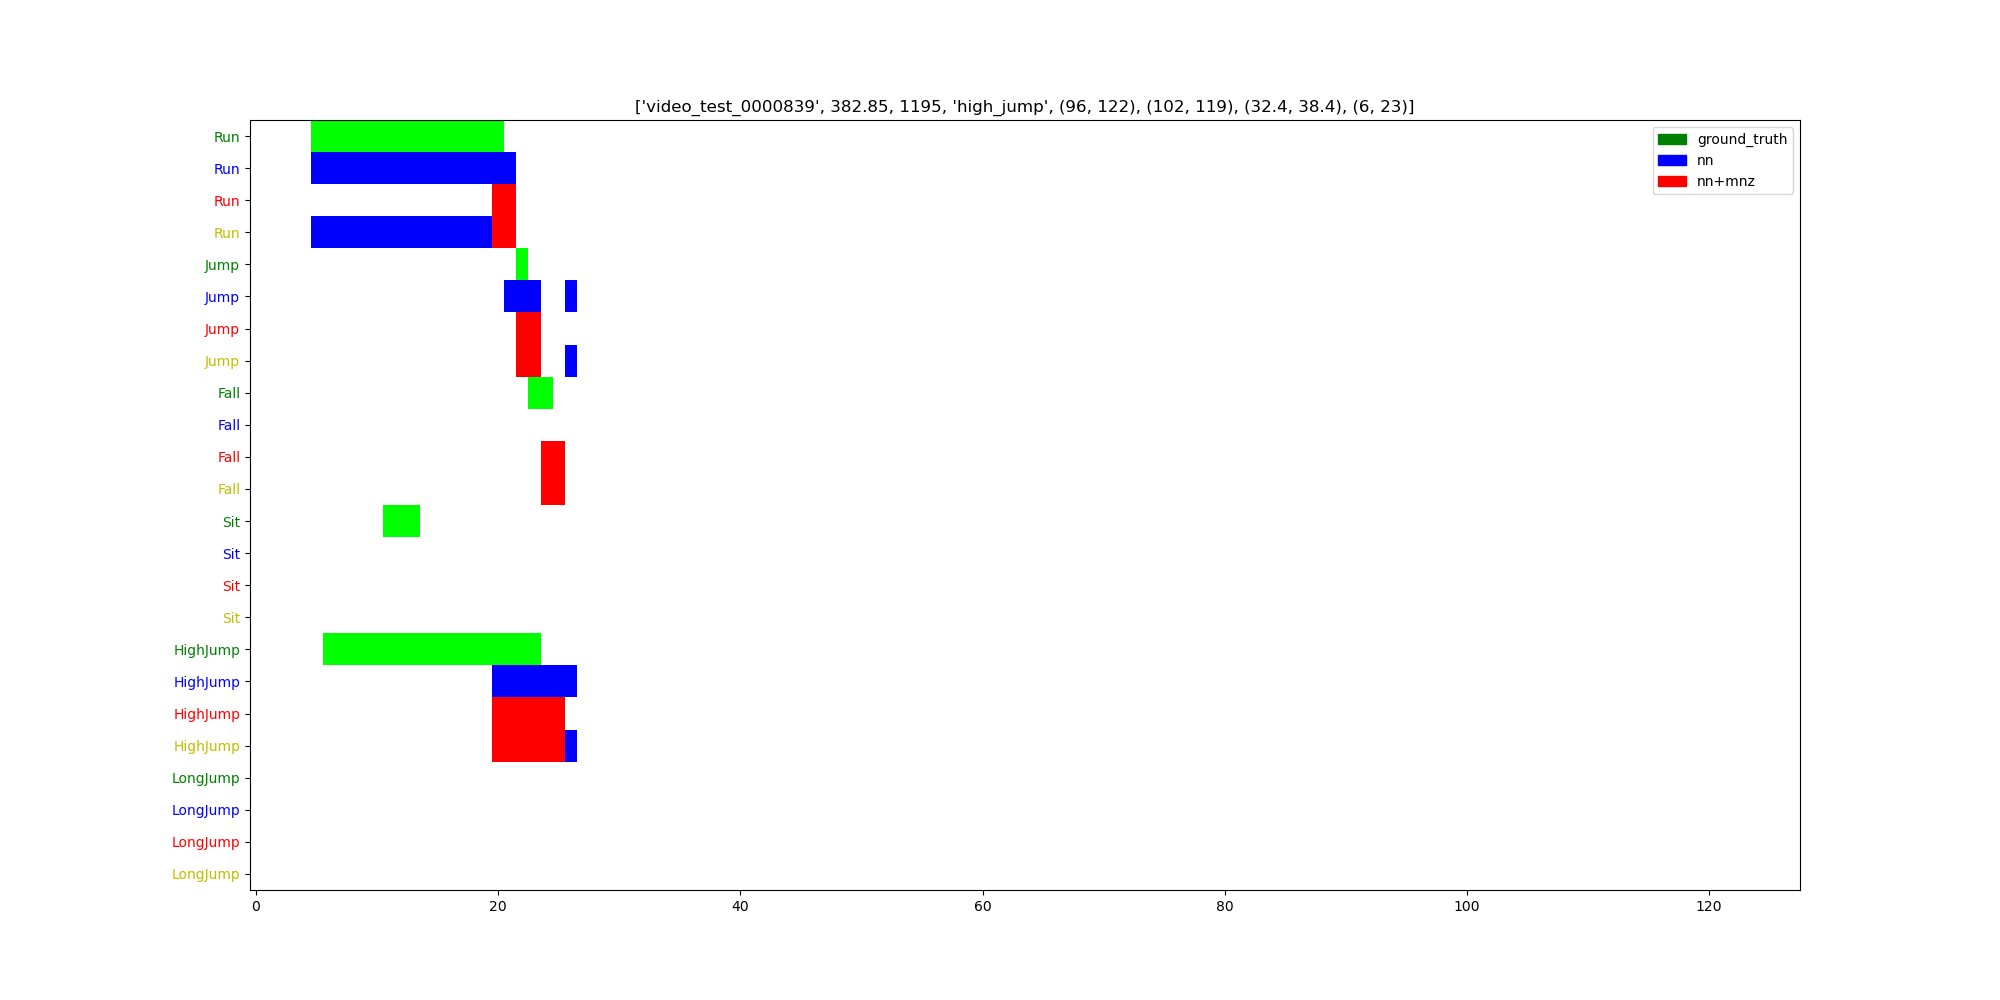 ['video_test_0000839', 382.85, 1195, 'high_jump', (96, 122), (102, 119), (32.4, 38.4), (6, 23)]
ground_truth
nn
nn+mnz
Run
Run
Run
Run
Jump
Jump
Jump
Jump
Fall
Fall
Fall
Fall
Sit
Sit
Sit
Sit
HighJump
HighJump
HighJump
HighJump
LongJump
LongJump
LongJump
LongJump
0 20 40 60 80 100 120